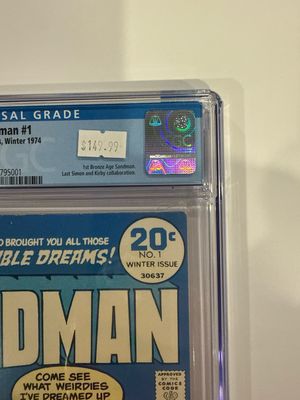 SAL GRADE
man #1
, Winter 1974
$149.99
CGC
1st Bronze Age Sandman.
Last Simon and Kirby collaboration.
795001
O BROUGHT YOU ALL THOSE
BLE DREAMS!
20¢
NO. 1
WINTER ISSUE
30637
DMAN
COME SEE
WHAT WEIRDIES
I'VE DREAMED UP
APPROVED
BY THE
COMICS
CODE